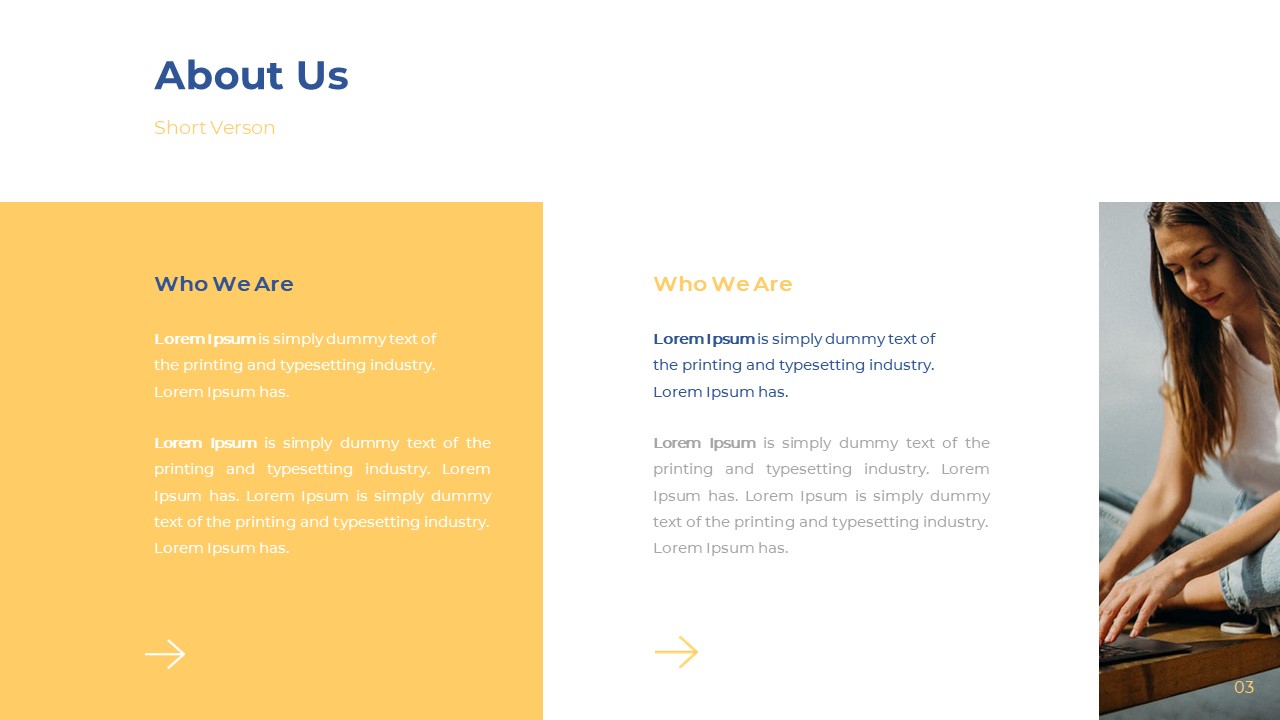 About Us
Short Verson
Who We Are
Lorem Ipsum is simply dummy text of
the printing and typesetting industry.
Lorem Ipsum has.
Lorem Ipsum is simply dummy text of the
printing and typesetting industry. Lorem
Ipsum has. Lorem Ipsum is simply dummy
text of the printing and typesetting industry.
Lorem Ipsum has.
Who We Are
Lorem Ipsum is simply dummy text of
the printing and typesetting industry.
Lorem Ipsum has.
Lorem Ipsum is simply dummy text of the
printing and typesetting industry. Lorem
Ipsum has. Lorem Ipsum is simply dummy
text of the printing and typesetting industry.
Lorem Ipsum has.
03